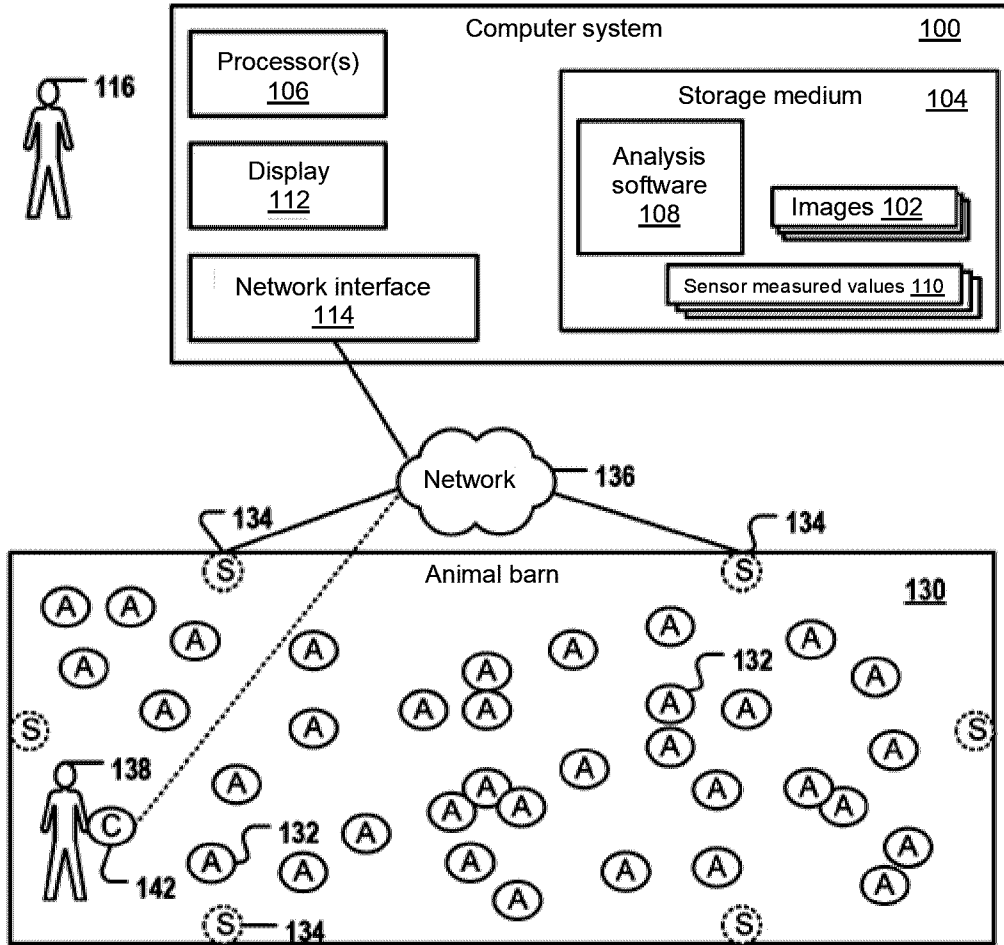 Computer system 100
Processor(s)
106
Display
112
Network interface
114
Storage medium 104
Analysis
software
108
Images 102
Sensor measured values 110
116
Network
136
134
134
S
S
Animal barn
130
A
A
A
A
A
A
A
A
A
A
132
A
A
A
A
A
S
A
A
A
S
138
A
A
A
A
A
A
A
A
C
142
A
A
132
A
A
A
A
A
A
A
A
S
134
S